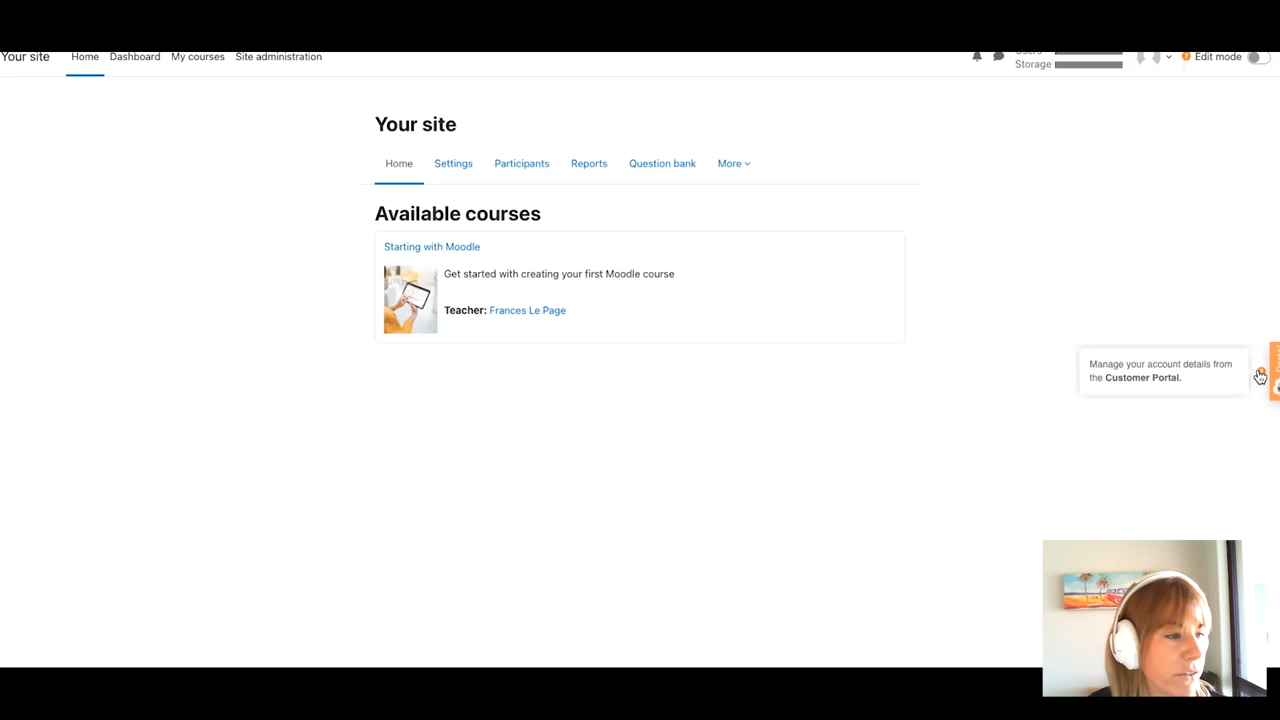 Your site
Home Dashboard My courses Site administration
Users
Storage
Edit mode
Your site
Home Settings Participants Reports Question bank More
Available courses
Starting with Moodle
Get started with creating your first Moodle course
Teacher: Frances Le Page
Manage your account details from
the Customer Portal.